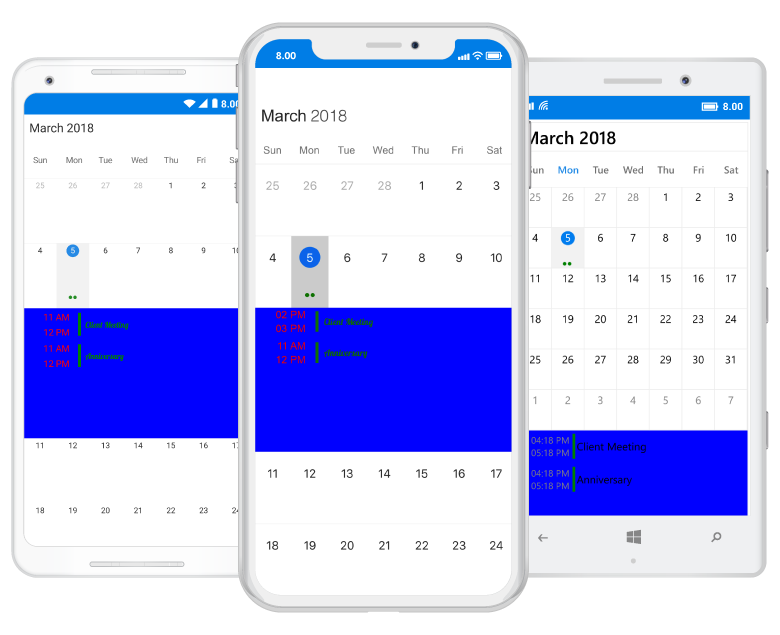 8.00
March 2018
Sun Mon Tue Wed Thu Fri
25 26 27 28 1 2
4 5 6 7 8 9
11 AM
Client Meeting
12 PM
11 AM
Anniversary
12 PM
11 12 13 14 15 16
18 19 20 21 22 23
8.00
March 2018
Sun Mon Tue Wed Thu Fri Sat
25 26 27 28 1 2 3
4 5 6 7 8 9 10
02 PM
Client Meeting
03 PM
11 AM
Anniversary
12 PM
11 12 13 14 15 16 17
18 19 20 21 22 23 24
8.00
March 2018
Mon Tue Wed Thu Fri Sat
25 26 27 28 1 2 3
4 5 6 7 8 9 10
11 12 13 14 15 16 17
18 19 20 21 22 23 24
25 26 27 28 29 30 31
1 2 3 4 5 6 7
04:18 PM
Client Meeting
05:18 PM
04:18 PM
Anniversary
05:18 PM